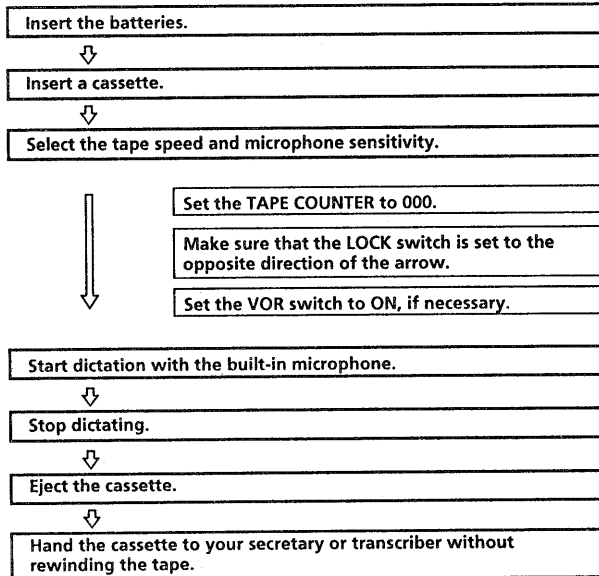 Insert the batteries.
Insert a cassette.
Select the tape speed and microphone sensitivity.
Set the TAPE COUNTER to 000.
Make sure that the LOCK switch is set to the
opposite direction of the arrow.
Set the VOR switch to ON, if necessary.
Start dictation with the built-in microphone.
Stop dictating.
Eject the cassette.
Hand the cassette to your secretary or transcriber without
rewinding the tape.